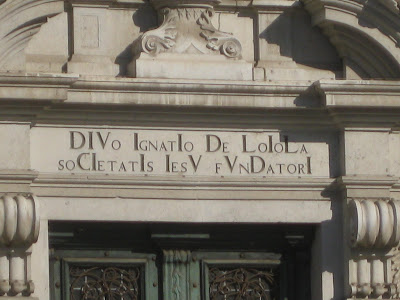 DIVo IgnatIo De LoIoLa
soCIetatIs IesV fVnDatorI